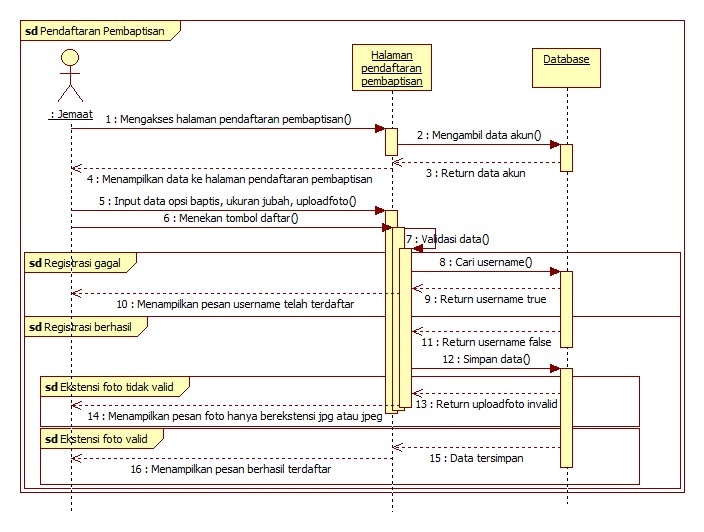 sd Pendaftaran Pembaptisan
Halaman
pendaftaran
pembaptisan
Database
: Jemaat
1 : Mengakses halaman pendaftaran pembaptisan()
2 : Mengambil data akun()
3 : Return data akun
4 : Menampilkan data ke halaman pendaftaran pembaptisan
5 : Input data opsi baptis, ukuran jubah, uploadfoto()
6 : Menekan tombol daftar()
7 : Validasi data()
sd Registrasi gagal
8 : Cari username()
9 : Return username true
10 : Menampilkan pesan username telah terdaftar
sd Registrasi berhasil
11 : Return username false
12 : Simpan data()
sd Ekstensi foto tidak valid
13 : Return uploadfoto invalid
14 : Menampilkan pesan foto hanya berekstensi jpg atau jpeg
sd Ekstensi foto valid
15 : Data tersimpan
16 : Menampilkan pesan berhasil terdaftar